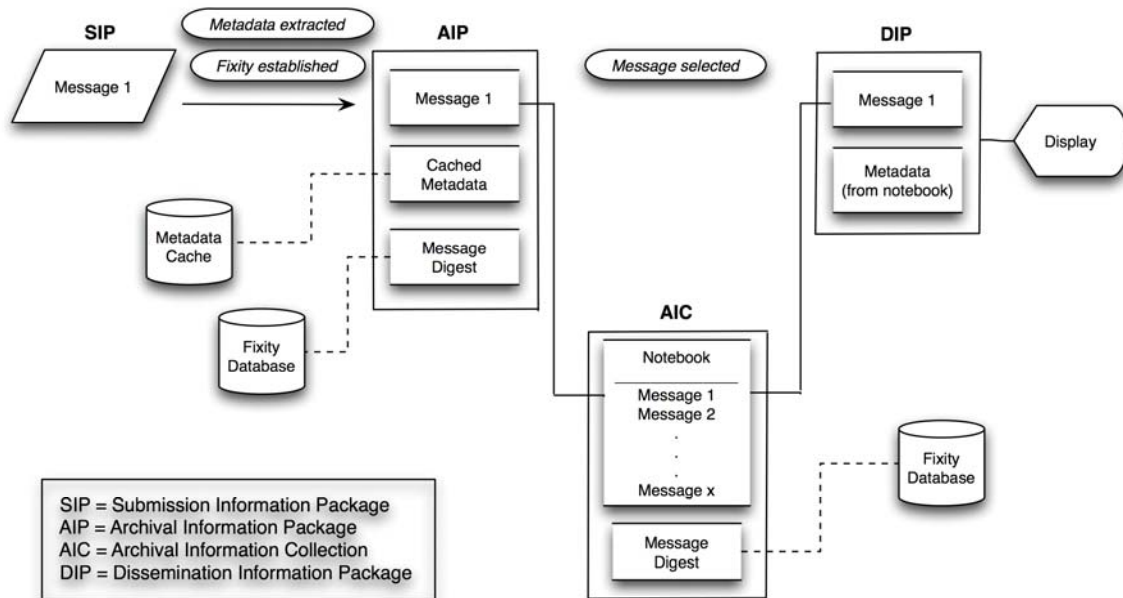 SIP
Message 1
Metadata extracted
Fixity established
AIP
Message 1
Cached
Metadata
Message
Digest
Metadata
Cache
Fixity
Database
Message selected
AIC
Notebook
Message 1
Message 2
.
.
.
Message x
Message
Digest
Fixity
Database
DIP
Message 1
Metadata
(from notebook)
Display
SIP = Submission Information Package
AIP = Archival Information Package
AIC = Archival Information Collection
DIP = Dissemination Information Package